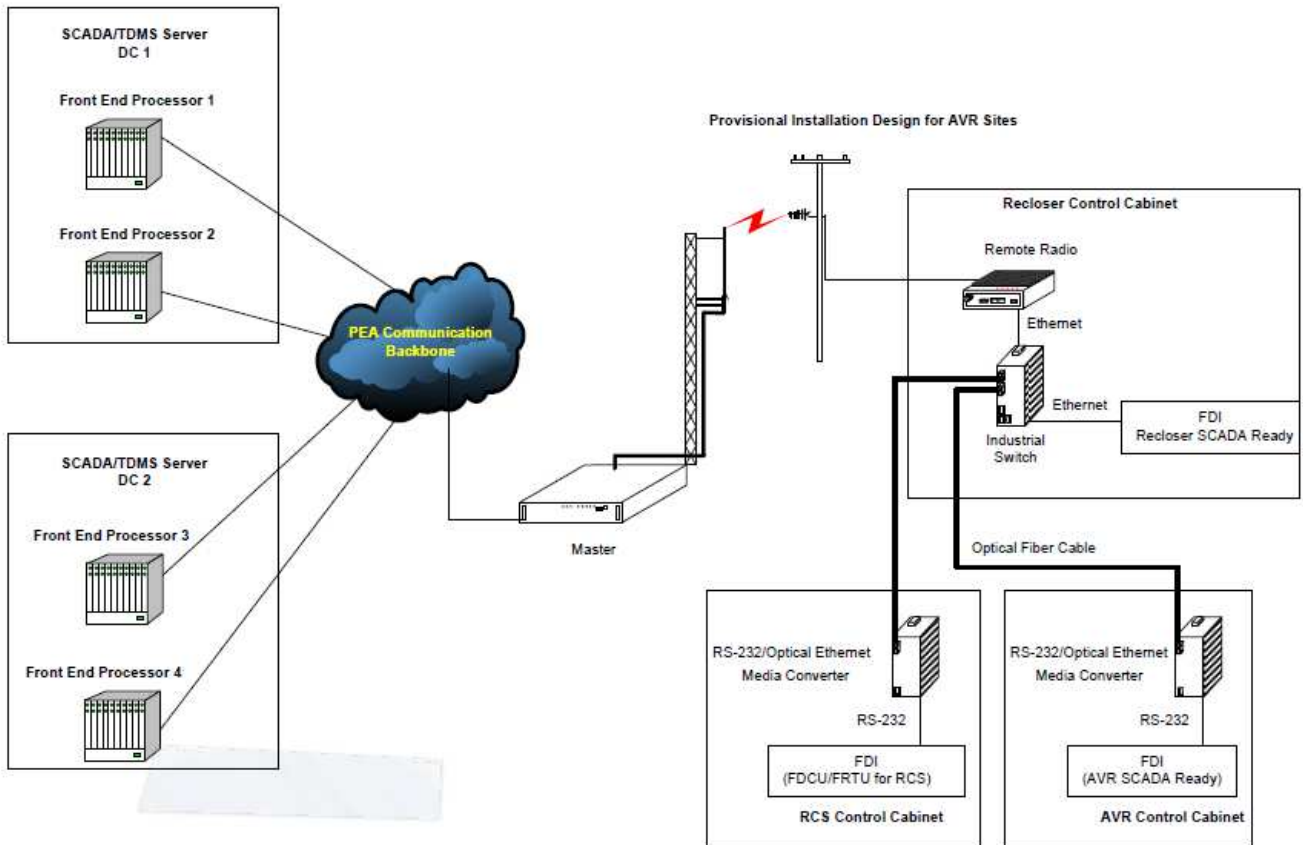 SCADA/TDMS Server
DC 1
Front End Processor 1
Front End Processor 2
SCADA/TDMS Server
DC 2
Front End Processor 3
Front End Processor 4
PEA Communication
Backbone
Master
Provisional Installation Design for AVR Sites
Recloser Control Cabinet
Remote Radio
Ethernet
Ethernet
Industrial
Switch
FDI
Recloser SCADA Ready
Optical Fiber Cable
RS-232/Optical Ethernet
Media Converter
RS-232
FDI
(FDCU/FRTU for RCS)
RCS Control Cabinet
RS-232/Optical Ethernet
Media Converter
RS-232
FDI
(AVR SCADA Ready)
AVR Control Cabinet